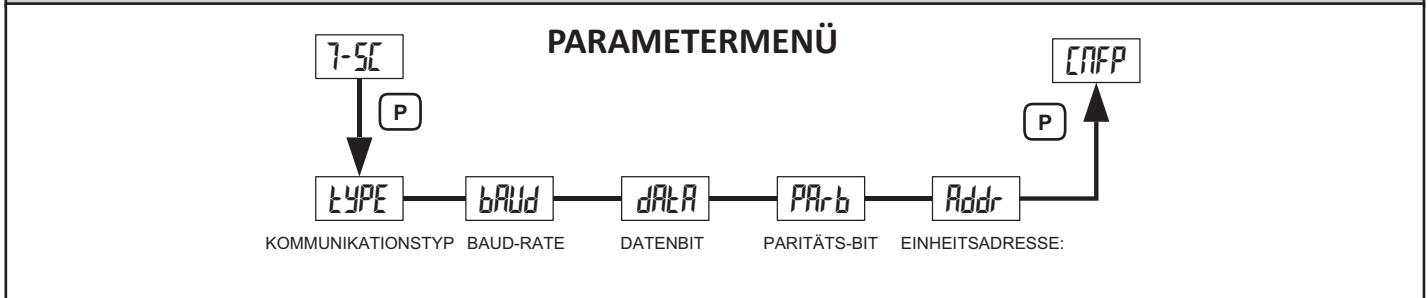 PARAMETERMENÜ
7-SC
CNFP
P
P
tYPE bAUd dAtA PArb Addr
KOMMUNIKATIONSTYP BAUD-RATE DATENBIT PARITÄTS-BIT EINHEITSADRESSE: